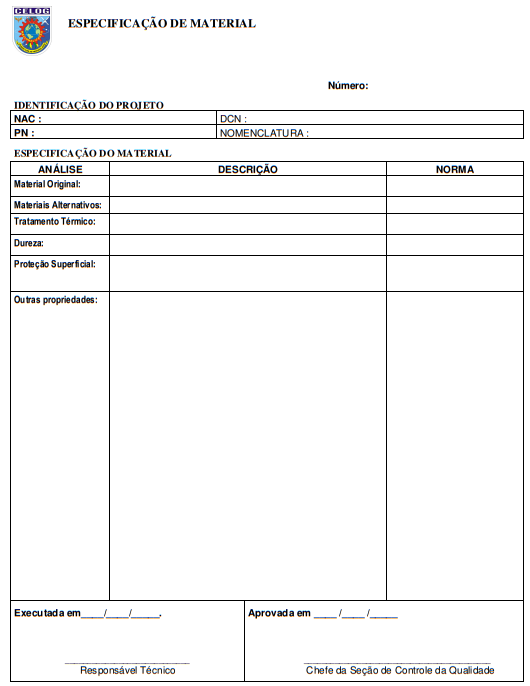 CELOG
ESPECIFICAÇÃO DE MATERIAL
Número:
IDENTIFICAÇÃO DO PROJETO
NAC : DCN :
PN : NOMENCLATURA :
ESPECIFICAÇÃO DO MATERIAL
ANÁLISE DESCRIÇÃO NORMA
Material Original:
Materiais Alternativos:
Tratamento Térmico:
Dureza:
Proteção Superficial:
Outras propriedades:
Executada em____/____/_____. Aprovada em ____ /____ /_____
Responsável Técnico Chefe da Seção de Controle da Qualidade